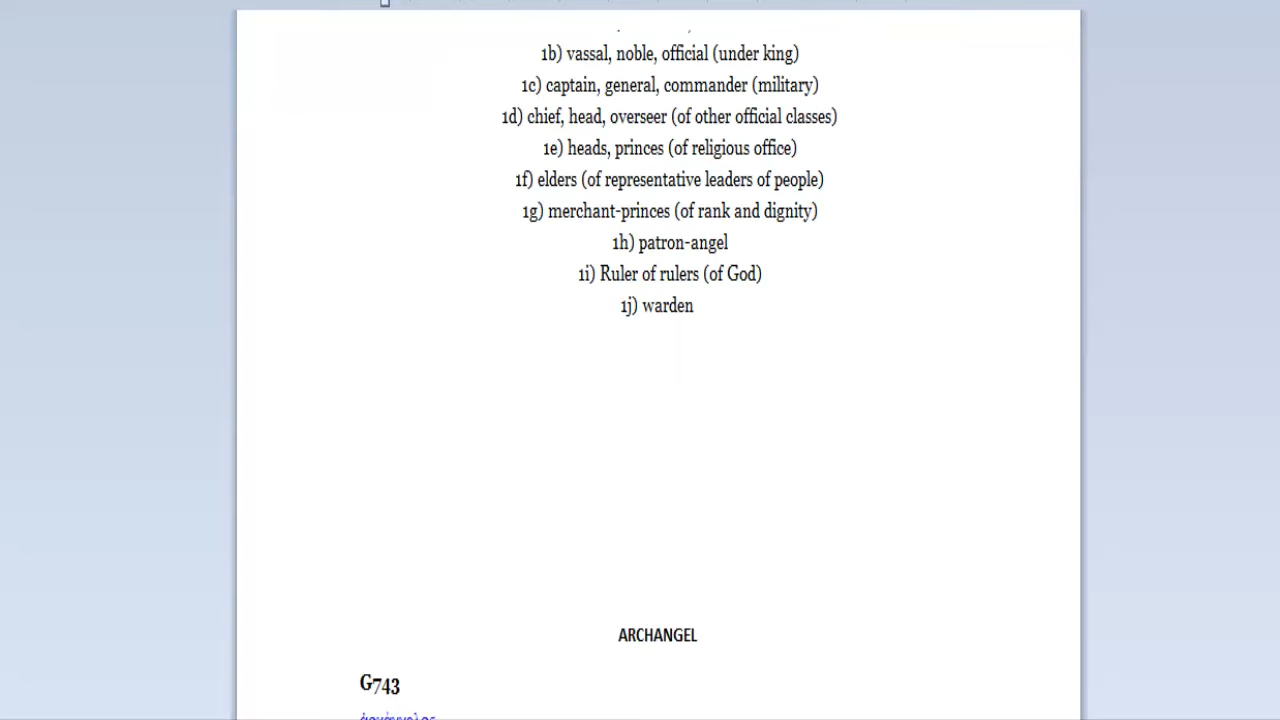 1b) vassal, noble, official (under king)
1c) captain, general, commander (military)
1d) chief, head, overseer (of other official classes)
1e) heads, princes (of religious office)
1f) elders (of representative leaders of people)
1g) merchant-princes (of rank and dignity)
1h) patron-angel
1i) Ruler of rulers (of God)
1j) warden
ARCHANGEL
G743